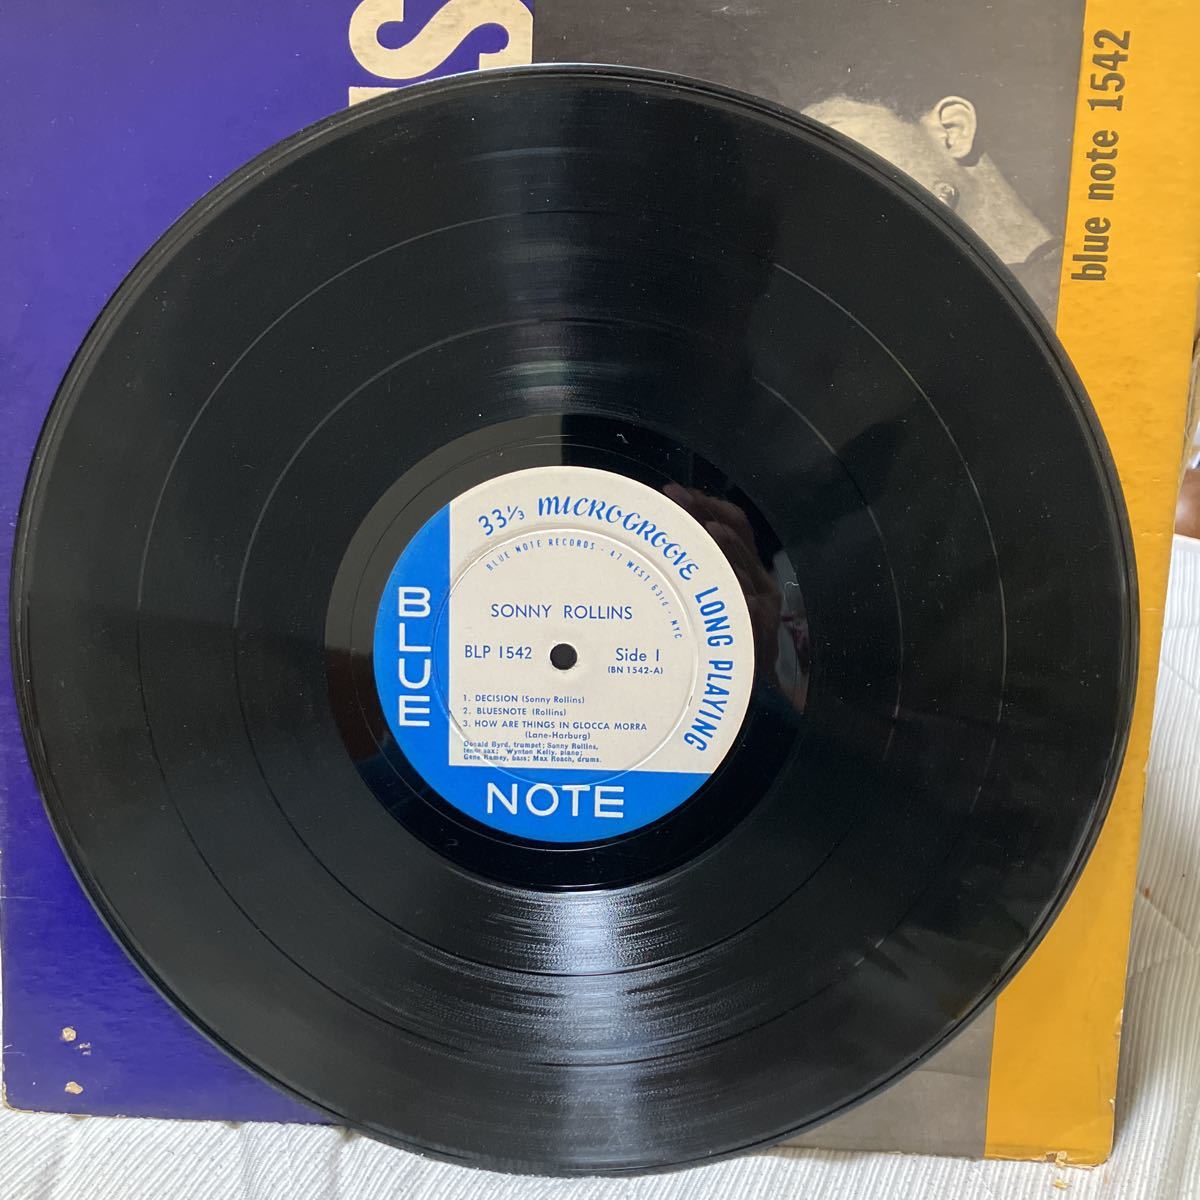 S
blue note 1542
33⅓ MICROGROOVE LONG PLAYING
BLUE NOTE RECORDS · 47 WEST 63rd · NYC
SONNY ROLLINS
BLP 1542 Side 1
(BN 1542-A)
1. DECISION (Sonny Rollins)
2. BLUESNOTE (Rollins)
3. HOW ARE THINGS IN GLOCCA MORRA
(Lane-Harburg)
Donald Byrd, trumpet; Sonny Rollins,
tenor sax; Wynton Kelly, piano;
Gene Ramey, bass; Max Roach, drums.
BLUE
NOTE